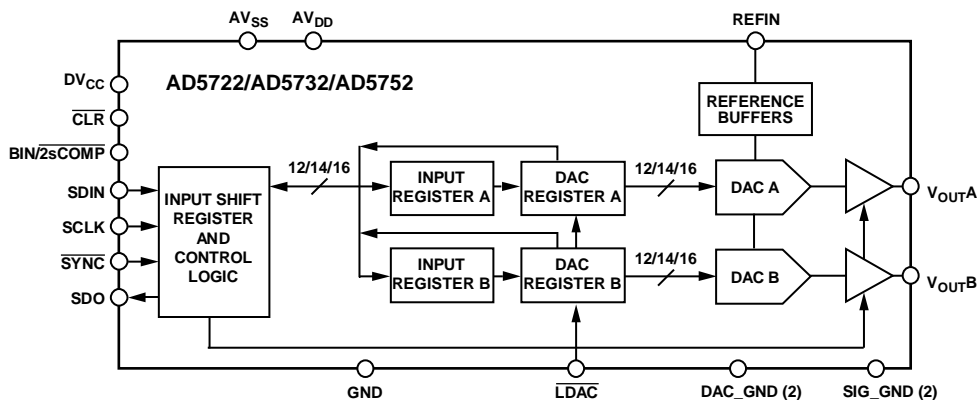 AVSS
AVDD
REFIN
DVCC
AD5722/AD5732/AD5752
CLR
BIN/2sCOMP
SDIN
SCLK
SYNC
SDO
INPUT SHIFT
REGISTER
AND
CONTROL
LOGIC
REFERENCE
BUFFERS
12/14/16
INPUT
REGISTER A
DAC
REGISTER A
12/14/16
DAC A
VOUTA
INPUT
REGISTER B
DAC
REGISTER B
12/14/16
DAC B
VOUTB
GND
LDAC
DAC_GND (2)
SIG_GND (2)